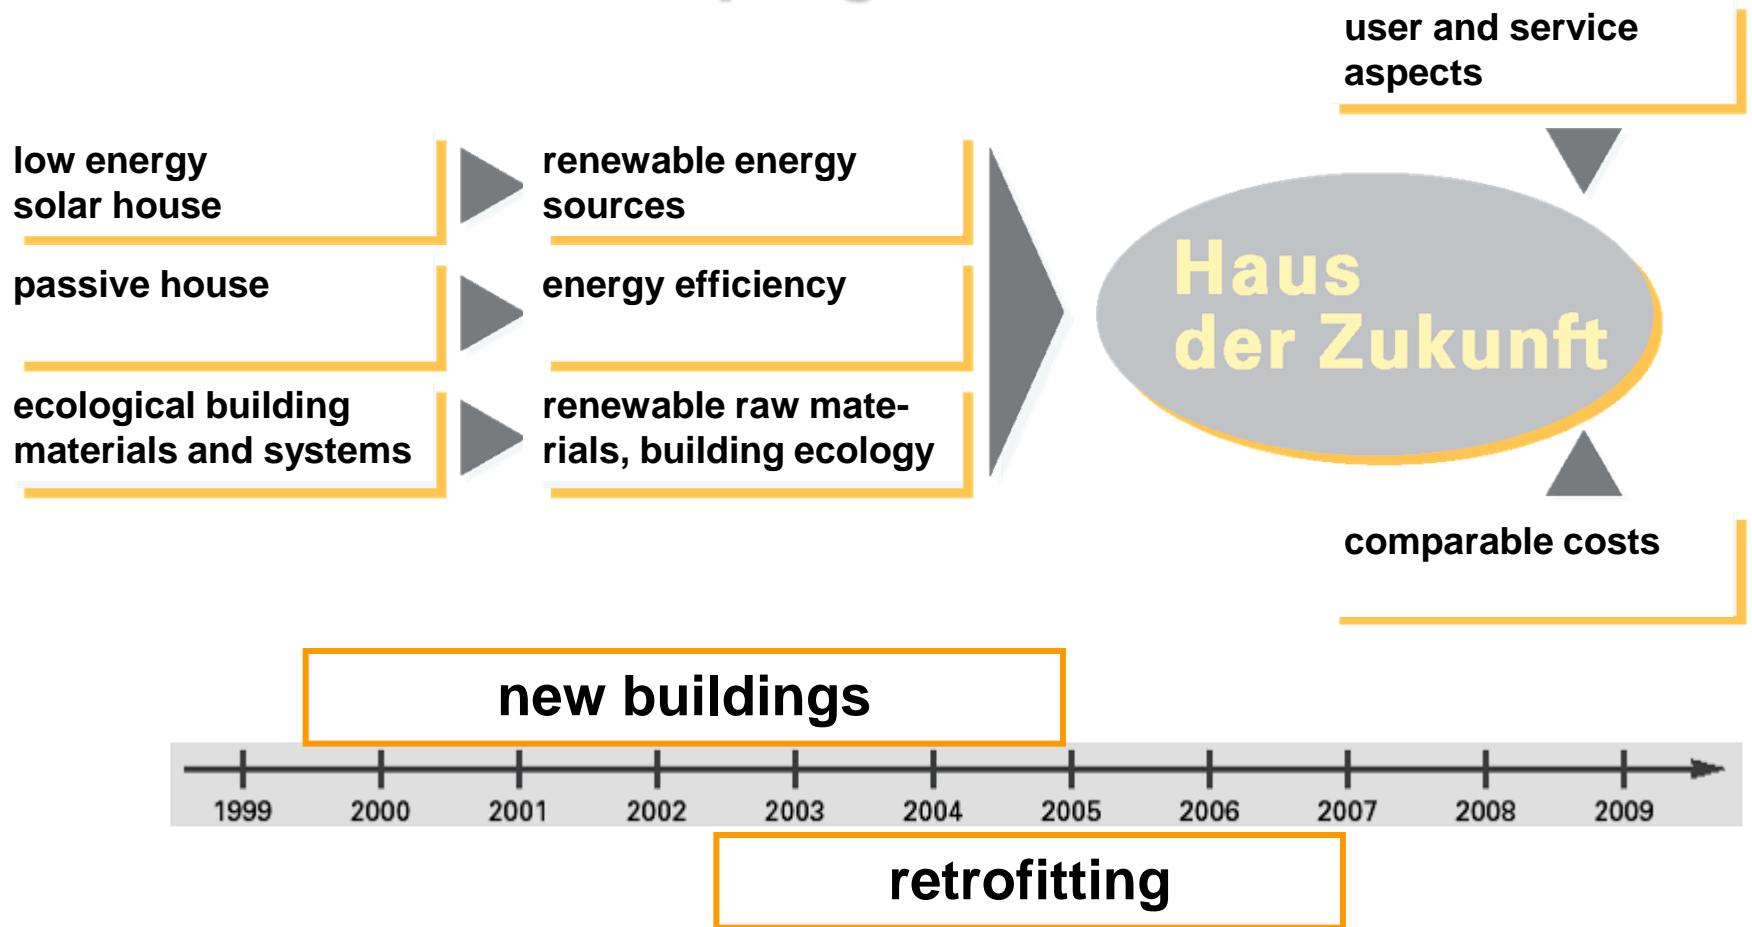 user and service
aspects
low energy
solar house
renewable energy
sources
passive house
energy efficiency
ecological building
materials and systems
renewable raw mate-
rials, building ecology
Haus
der Zukunft
comparable costs
new buildings
1999 2000 2001 2002 2003 2004 2005 2006 2007 2008 2009
retrofitting